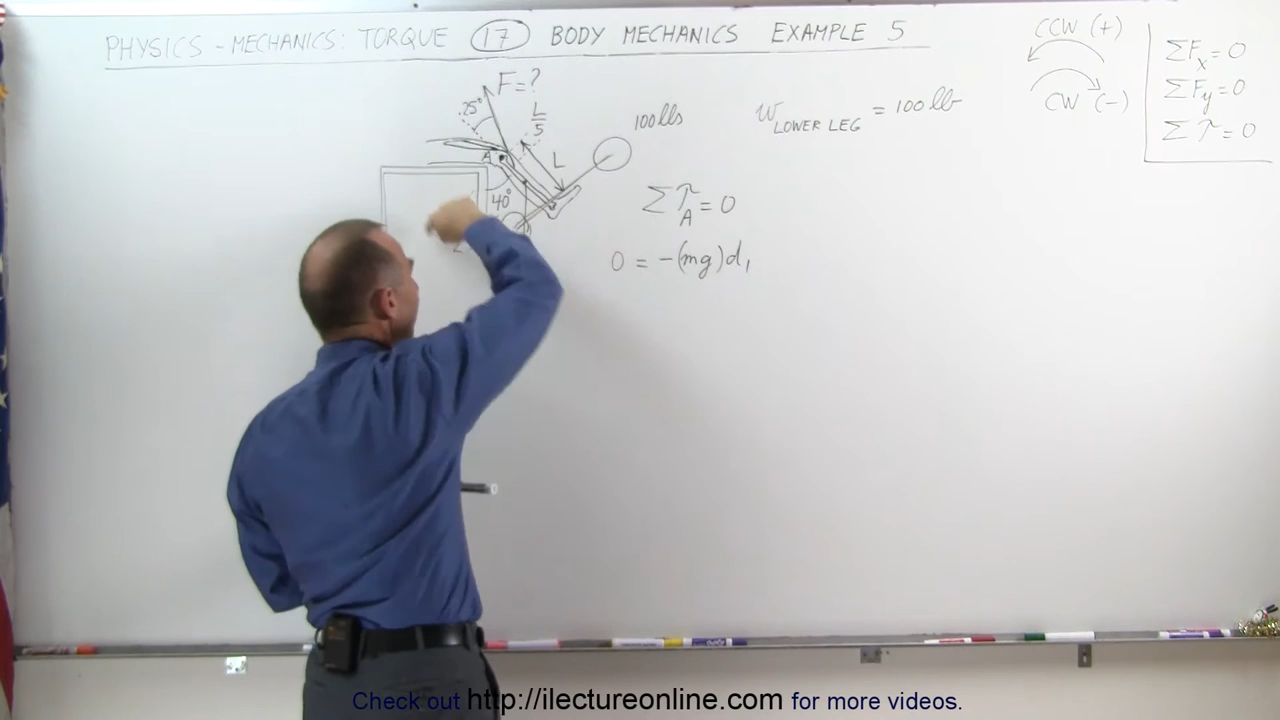 PHYSICS - MECHANICS: TORQUE 17 BODY MECHANICS EXAMPLE 5
CCW (+)
CW (-)
ΣFx = 0
ΣFy = 0
Στ = 0
F = ?
25°
L/5
L
100 lbs
W LOWER LEG = 100 lb
A
40°
Στ_A = 0
0 = -(mg)d₁
Check out http://ilectureonline.com for more videos.